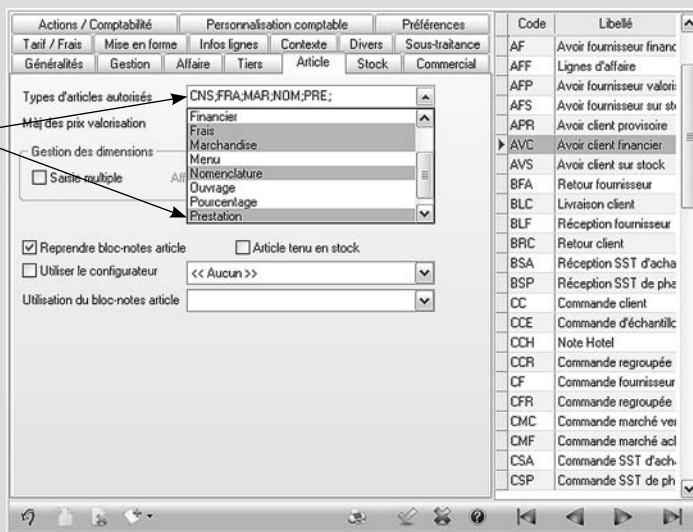 Actions / Comptabilité
Personnalisation comptable
Préférences
Tarif / Frais
Mise en forme
Infos lignes
Contexte
Divers
Sous-traitance
Généralités
Gestion
Affaire
Tiers
Article
Stock
Commercial
Types d'articles autorisés
CNS;FRA;MAR;NOM;PRE;
Màj des prix valorisation
Financier
Frais
Marchandise
Menu
Nomenclature
Ouvrage
Pourcentage
Prestation
Gestion des dimensions
Saisie multiple
Reprendre bloc-notes article
Article tenu en stock
Utiliser le configurateur
<< Aucun >>
Utilisation du bloc-notes article
Code Libellé
AF Avoir fournisseur financ
AFF Lignes d'affaire
AFP Avoir fournisseur valori
AFS Avoir fournisseur sur st
APR Avoir client provisoire
AVC Avoir client financier
AVS Avoir client sur stock
BFA Retour fournisseur
BLC Livraison client
BLF Réception fournisseur
BRC Retour client
BSA Réception SST d'acha
BSP Réception SST de pha
CC Commande client
CCE Commande d'échantillc
CCH Note Hotel
CCR Commande regroupée
CF Commande fournisseur
CFR Commande regroupée
CMC Commande marché ver
CMF Commande marché acl
CSA Commande SST d'ach
CSP Commande SST de ph